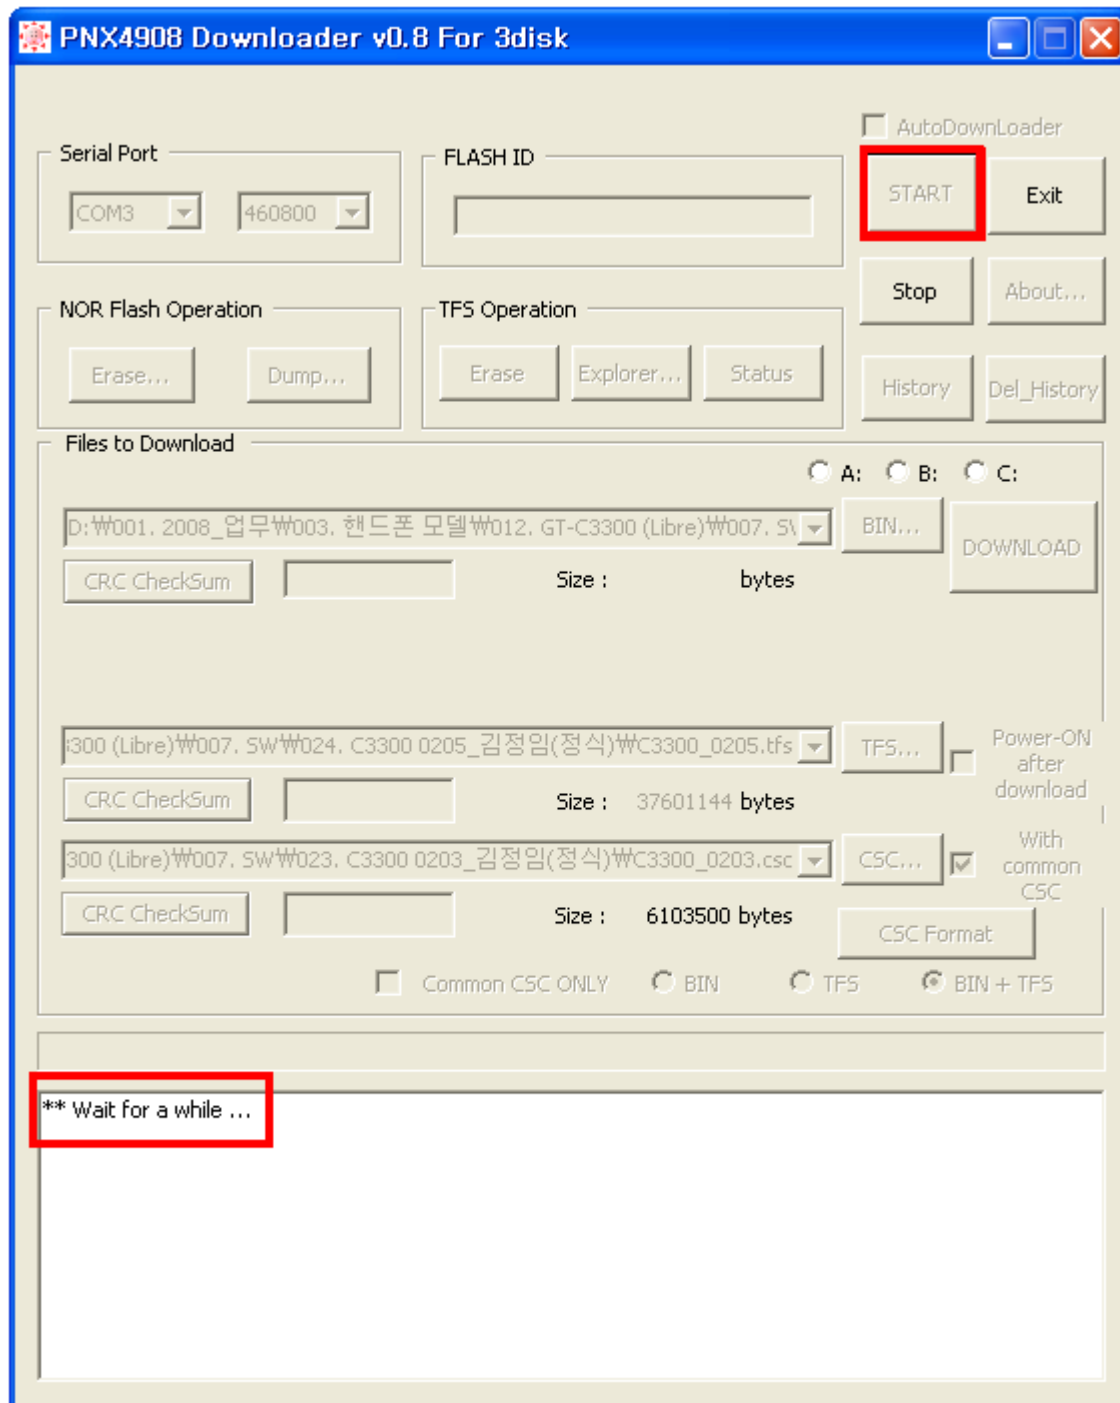 PNX4908 Downloader v0.8 For 3disk
AutoDownLoader
Serial Port
FLASH ID
COM3 460800
START Exit
Stop About...
NOR Flash Operation
TFS Operation
Erase... Dump...
Erase Explorer... Status
History Del_History
Files to Download
A: B: C:
D:₩001. 2008_업무₩003. 핸드폰 모델₩012. GT-C3300 (Libre)₩007. BIN... DOWNLOAD
CRC CheckSum Size : bytes
300 (Libre)₩007. SW₩024. C3300 0205_김정임(정식)₩C3300_0205.tfs TFS...
Power-ON
after
download
CRC CheckSum Size : 37601144 bytes
300 (Libre)₩007. SW₩023. C3300 0203_김정임(정식)₩C3300_0203.csc CSC...
With
common
CSC
CRC CheckSum Size : 6103500 bytes
CSC Format
Common CSC ONLY BIN TFS BIN + TFS
** Wait for a while ...